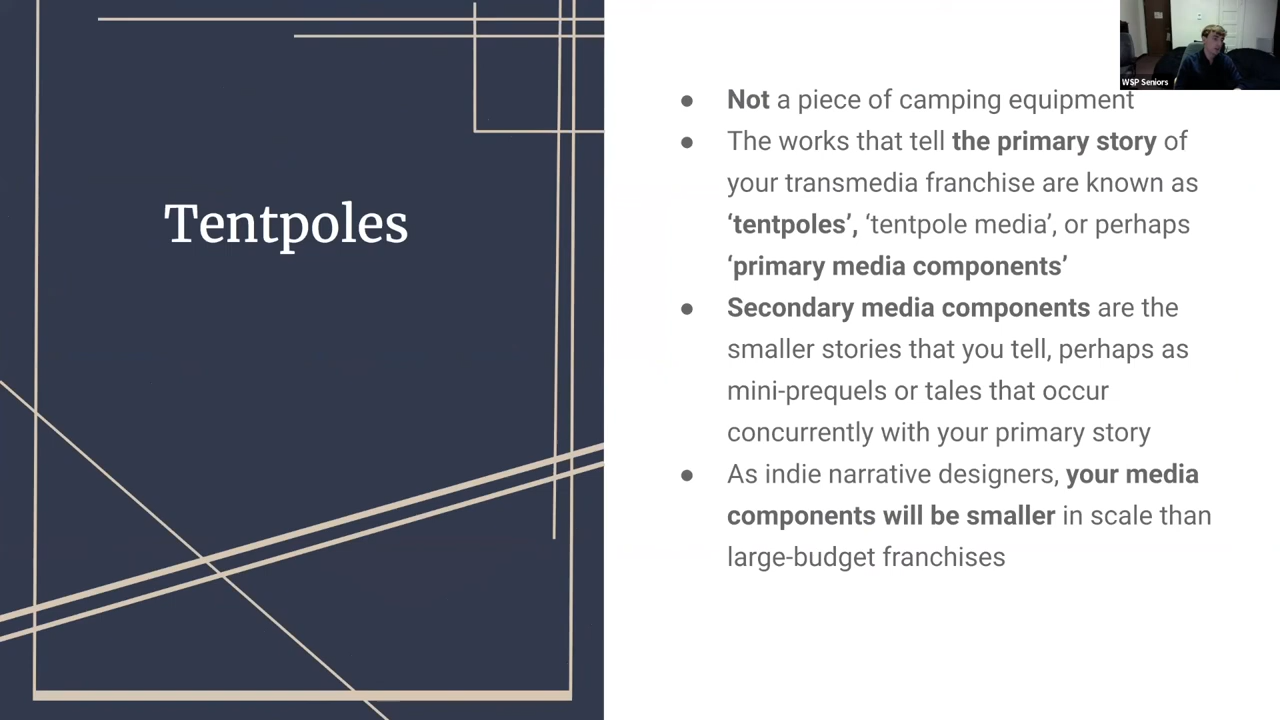 Tentpoles
WSP Seniors
● Not a piece of camping equipment
● The works that tell the primary story of
your transmedia franchise are known as
‘tentpoles’, ‘tentpole media’, or perhaps
‘primary media components’
● Secondary media components are the
smaller stories that you tell, perhaps as
mini-prequels or tales that occur
concurrently with your primary story
● As indie narrative designers, your media
components will be smaller in scale than
large-budget franchises